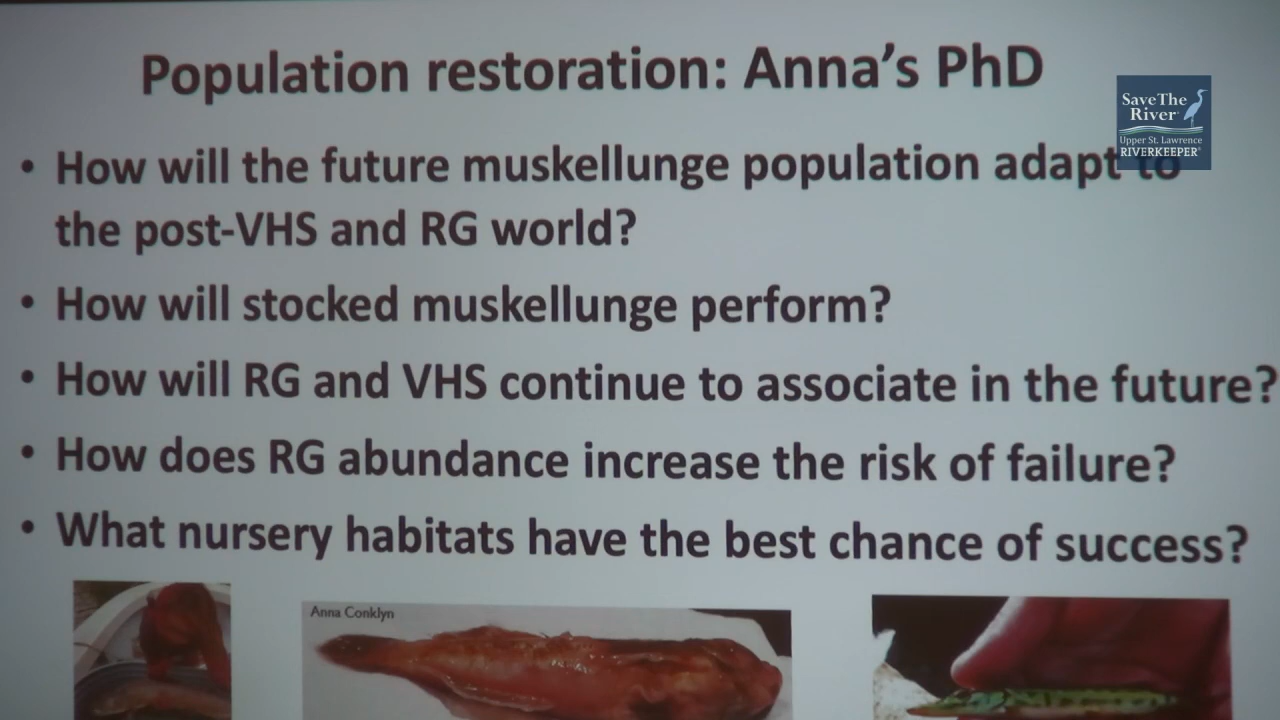 Population restoration: Anna's PhD
Save The
River
Upper St. Lawrence
RIVERKEEPER®
• How will the future muskellunge population adapt to
the post-VHS and RG world?
• How will stocked muskellunge perform?
• How will RG and VHS continue to associate in the future?
• How does RG abundance increase the risk of failure?
• What nursery habitats have the best chance of success?
Anna Conklyn